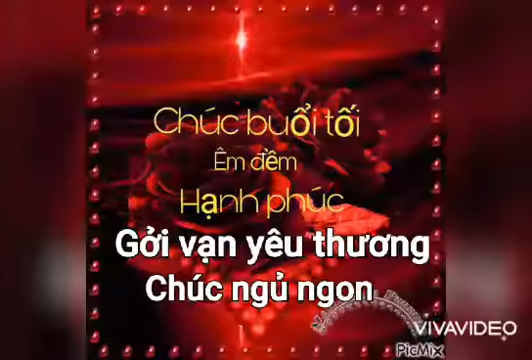 Chúc buổi tối
Êm đềm
Hạnh phúc
Gởi vạn yêu thương
Chúc ngủ ngon
VIVAVIDEO
PicMix